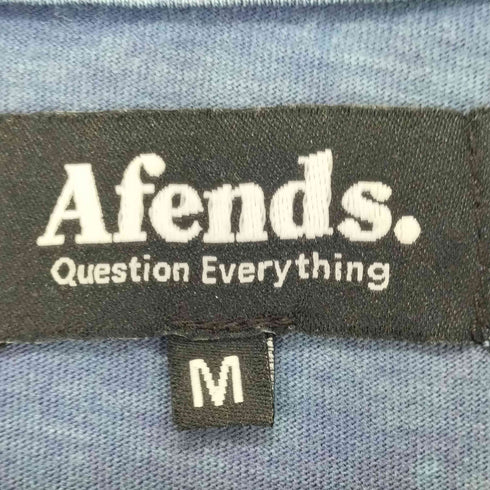 Afends.
Question Everything
M